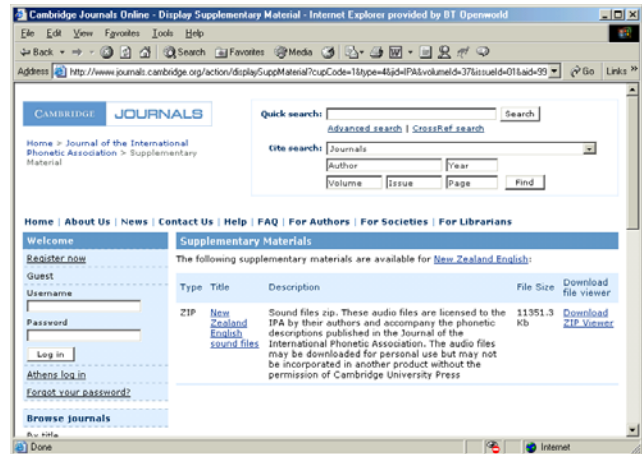 Cambridge Journals Online - Display Supplementary Material - Internet Explorer provided by BT Openworld
File Edit View Favorites Tools Help
Back Search Favorites Media
Address http://www.journals.cambridge.org/action/displaySuppMaterial?cupCode=1&type=4&jid=IPA&volumeId=37&issueId=01&aid=99 Go Links »
CAMBRIDGE JOURNALS
Home > Journal of the International
Phonetic Association > Supplementary
Material
Quick search: Search
Advanced search | CrossRef search
Cite search: Journals
Author Year
Volume Issue Page Find
Home | About Us | News | Contact Us | Help | FAQ | For Authors | For Societies | For Librarians
Welcome
Register now
Guest
Username
Password
Log in
Athens log in
Forgot your password?
Browse journals
By title
Supplementary Materials
The following supplementary materials are available for New Zealand English:
Type Title Description File Size Download
file viewer
ZIP New Sound files zip. These audio files are licensed to the 11351.3 Download
Zealand IPA by their authors and accompany the phonetic Kb ZIP Viewer
English descriptions published in the Journal of the
sound files International Phonetic Association. The audio files
may be downloaded for personal use but may not
be incorporated in another product without the
permission of Cambridge University Press
Done Internet